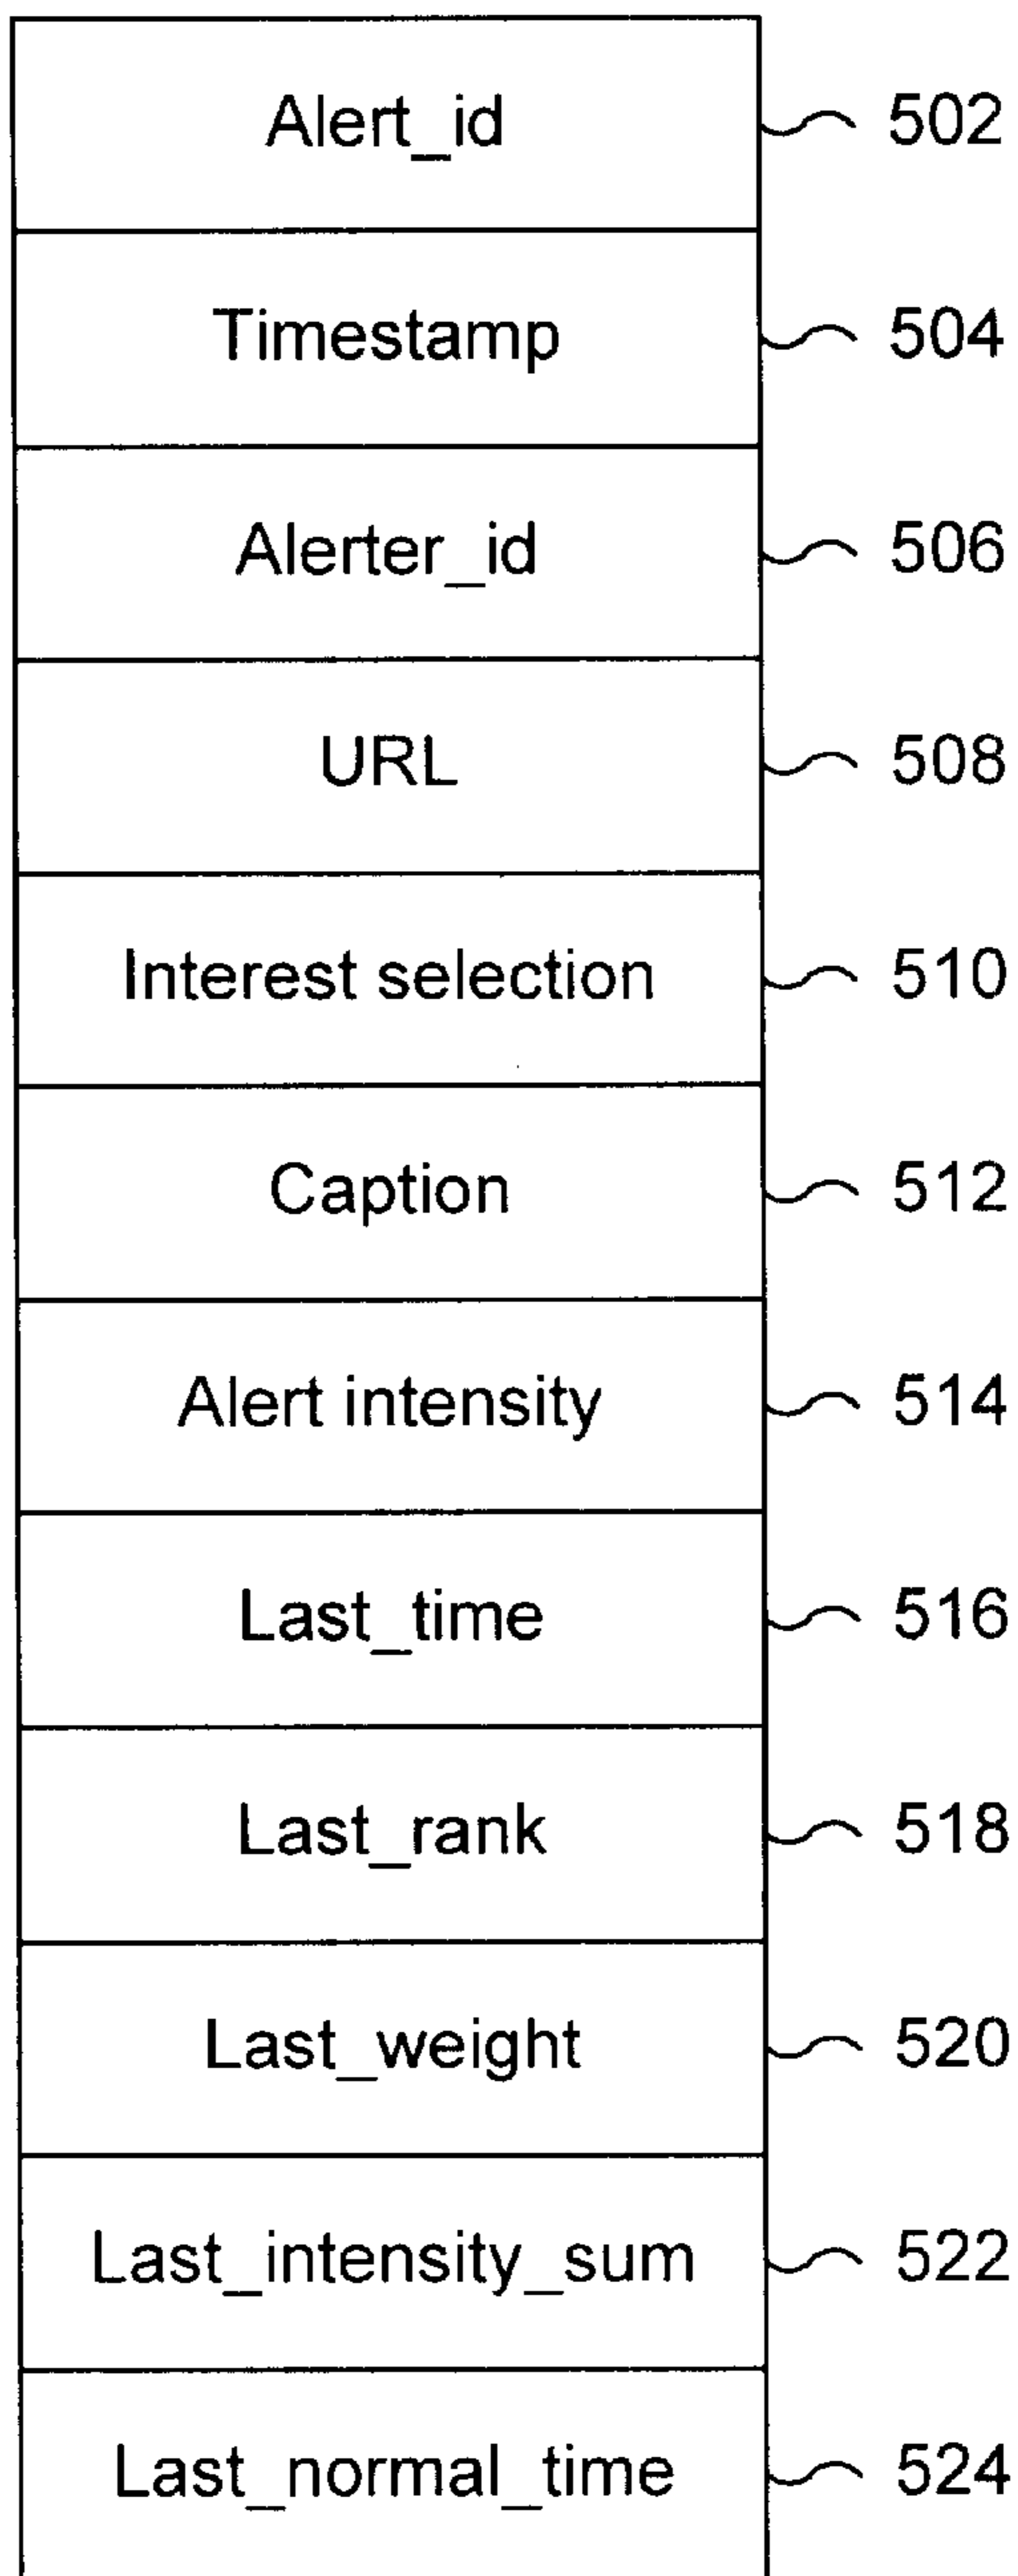 Alert_id 502
Timestamp 504
Alerter_id 506
URL 508
Interest selection 510
Caption 512
Alert intensity 514
Last_time 516
Last_rank 518
Last_weight 520
Last_intensity_sum 522
Last_normal_time 524